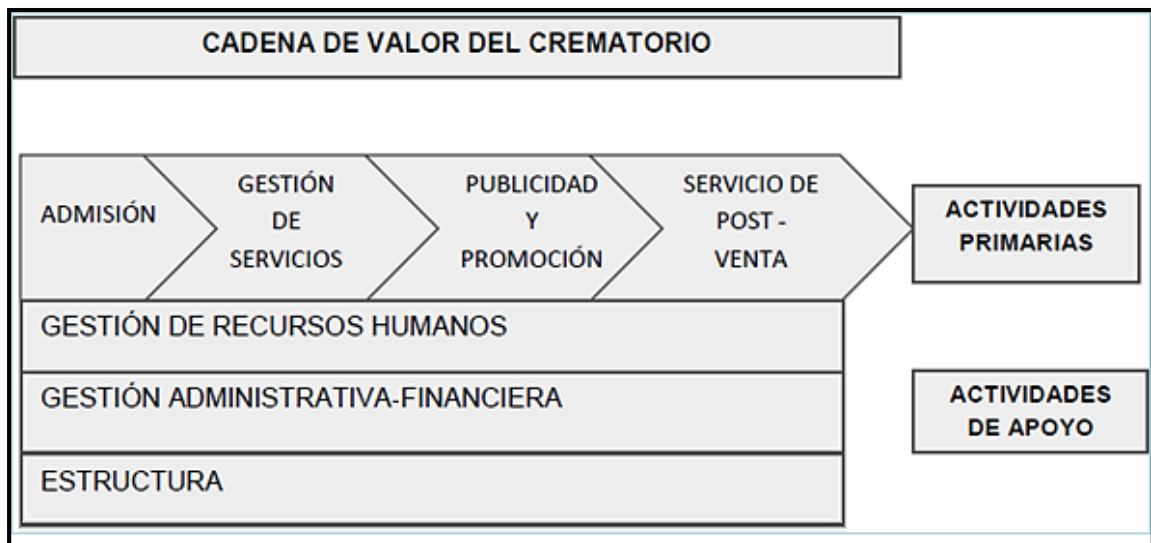 CADENA DE VALOR DEL CREMATORIO
ADMISIÓN
GESTIÓN
DE
SERVICIOS
PUBLICIDAD
Y
PROMOCIÓN
SERVICIO DE
POST -
VENTA
ACTIVIDADES
PRIMARIAS
GESTIÓN DE RECURSOS HUMANOS
GESTIÓN ADMINISTRATIVA-FINANCIERA
ESTRUCTURA
ACTIVIDADES
DE APOYO